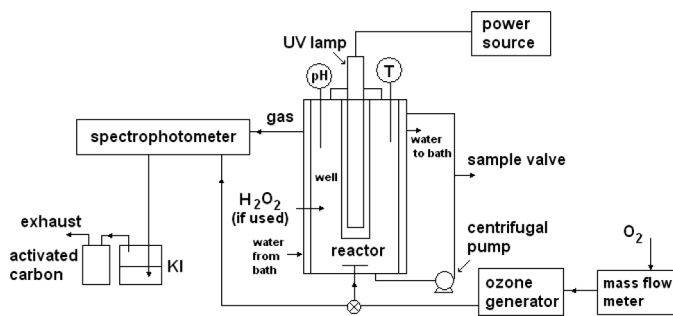 power
source
UV lamp
pH
T
gas
spectrophotometer
water
to bath
sample valve
well
H₂O₂
(if used)
exhaust
activated
carbon
KI
water
from
bath
reactor
centrifugal
pump
O₂
ozone
generator
mass flow
meter